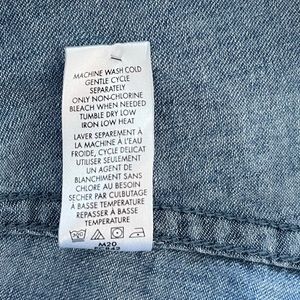 MACHINE WASH COLD
GENTLE CYCLE
SEPARATELY
ONLY NON-CHLORINE
BLEACH WHEN NEEDED
TUMBLE DRY LOW
IRON LOW HEAT
LAVER SEPAREMENT À
LA MACHINE À L'EAU
FROIDE, CYCLE DELICAT
UTILISER SEULEMENT
UN AGENT DE
BLANCHIMENT SANS
CHLORE AU BESOIN
SECHER PAR CULBUTAGE
À BASSE TEMPERATURE
REPASSER À BASSE
TEMPERATURE
M20